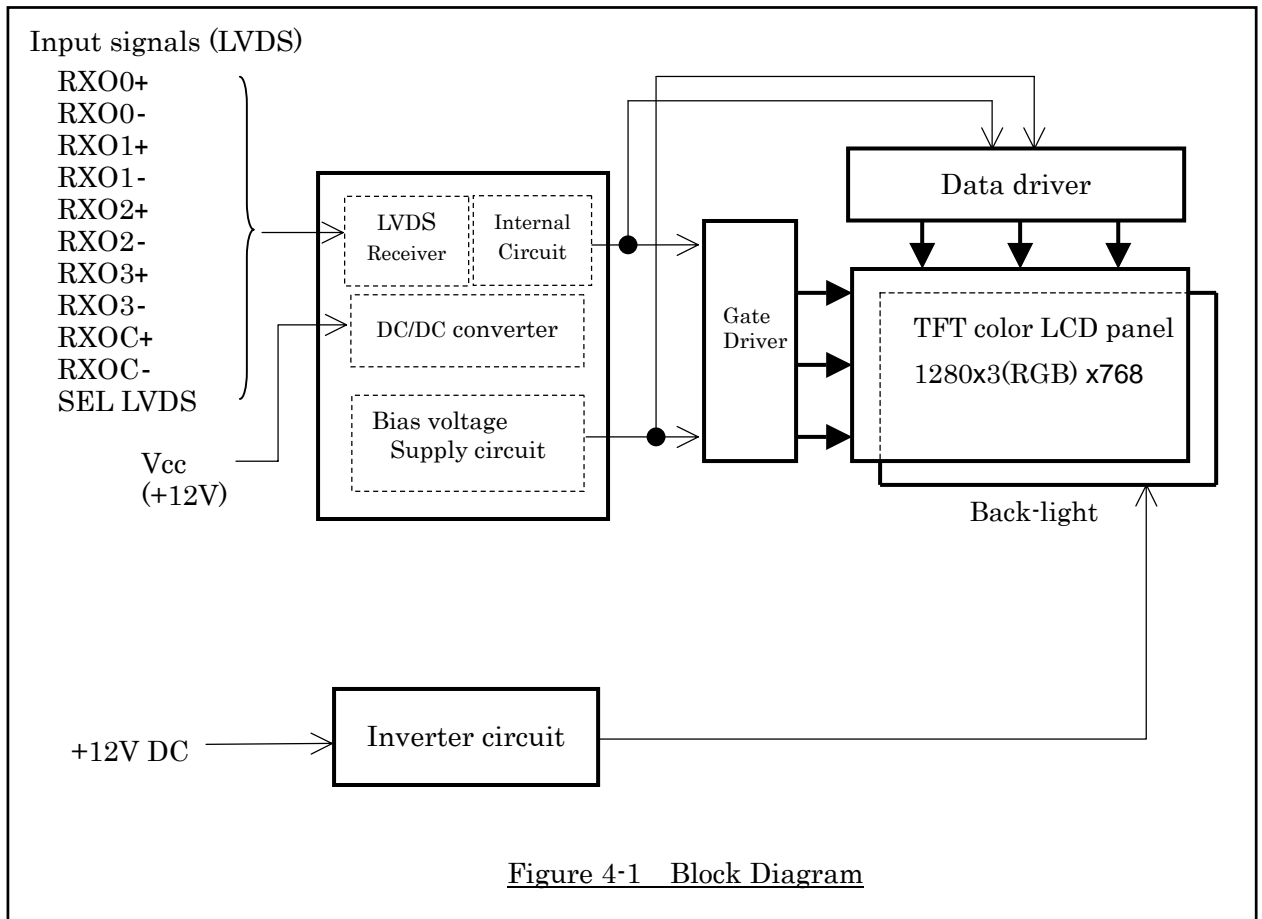 Input signals (LVDS)
RXO0+
RXO0-
RXO1+
RXO1-
RXO2+
RXO2-
RXO3+
RXO3-
RXOC+
RXOC-
SEL LVDS
Vcc
(+12V)
LVDS
Receiver
Internal
Circuit
DC/DC converter
Bias voltage
Supply circuit
Gate
Driver
Data driver
TFT color LCD panel
1280x3(RGB) x768
Back-light
+12V DC
Inverter circuit
Figure 4-1 Block Diagram